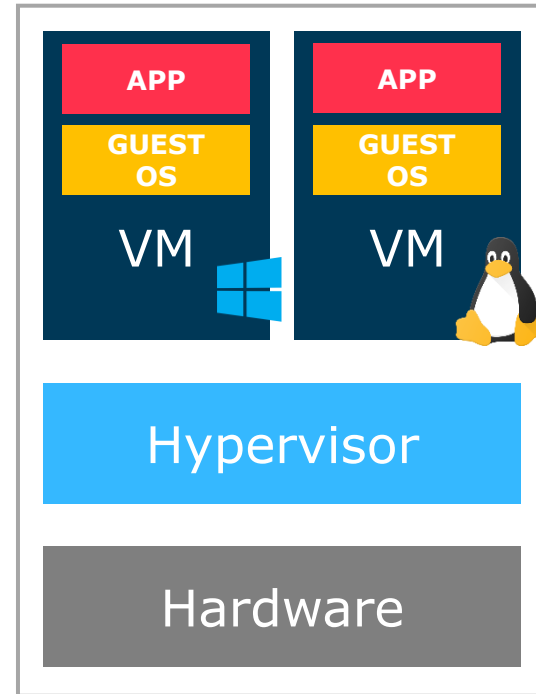 APP
GUEST
OS
VM
APP
GUEST
OS
VM
Hypervisor
Hardware